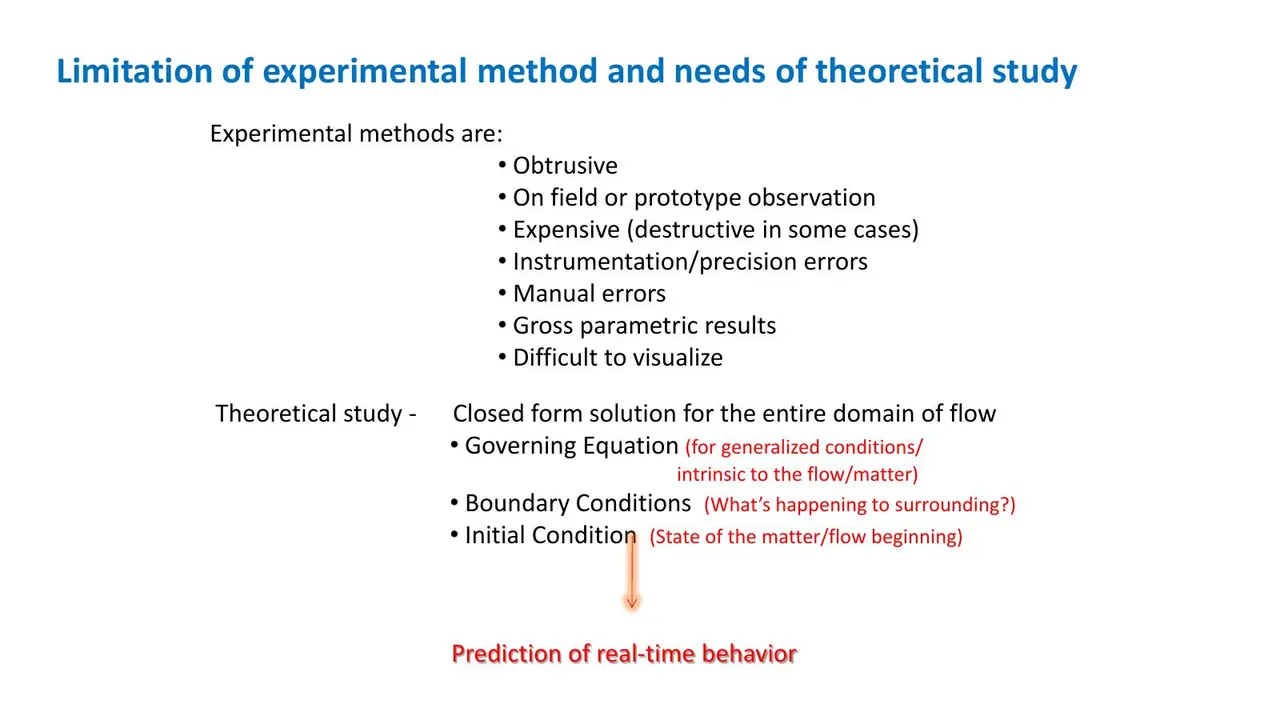 Limitation of experimental method and needs of theoretical study
Experimental methods are:
• Obtrusive
• On field or prototype observation
• Expensive (destructive in some cases)
• Instrumentation/precision errors
• Manual errors
• Gross parametric results
• Difficult to visualize
Theoretical study - Closed form solution for the entire domain of flow
• Governing Equation (for generalized conditions/
intrinsic to the flow/matter)
• Boundary Conditions (What’s happening to surrounding?)
• Initial Condition (State of the matter/flow beginning)
Prediction of real-time behavior